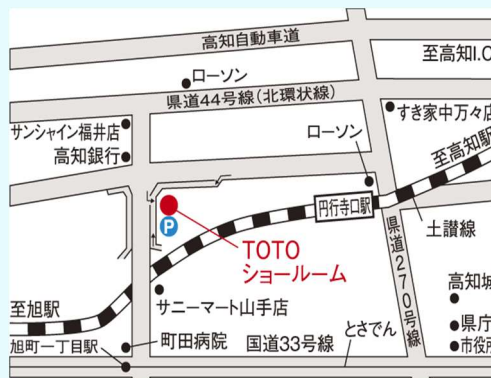 高知自動車道
至高知I.C
ローソン
県道44号線(北環状線)
すき家中万々店
サンシャイン福井店
高知銀行
ローソン
至高知駅
円行寺口駅
土讃線
P
TOTO
ショールーム
県道270号線
至旭駅
サニーマート山手店
高知城
県庁
市役所
町田病院
国道33号線
とさでん
旭町一丁目駅